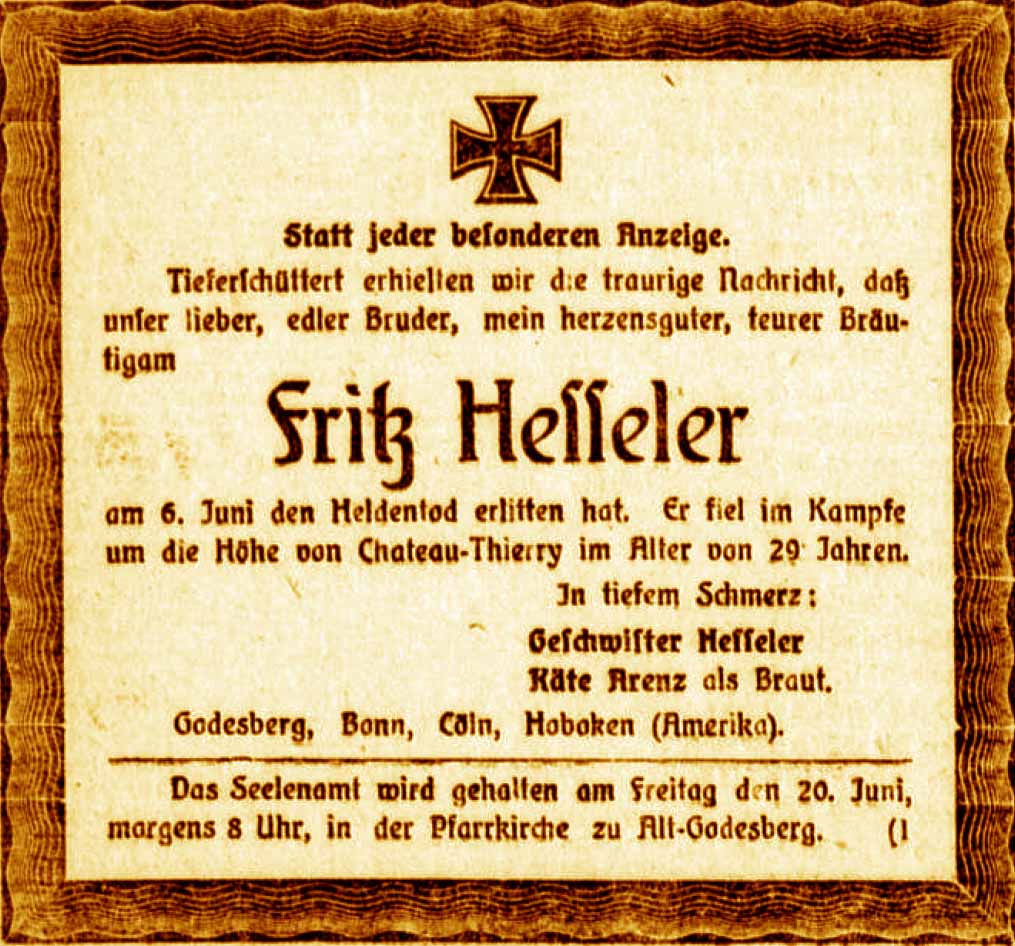 Statt jeder besonderen Anzeige.
Tieferschüttert erhielten wir die traurige Nachricht, daß
unser lieber, edler Bruder, mein herzensguter, teurer Bräu-
tigam
Fritz Hesseler
am 6. Juni den Heldentod erlitten hat. Er fiel im Kampfe
um die Höhe von Chateau-Thierry im Alter von 29 Jahren.
In tiefem Schmerz:
Geschwister Hesseler
Käte Arenz als Braut.
Godesberg, Bonn, Cöln, Hoboken (Amerika).
Das Seelenamt wird gehalten am Freitag den 20. Juni,
morgens 8 Uhr, in der Pfarrkirche zu Alt-Godesberg. (1